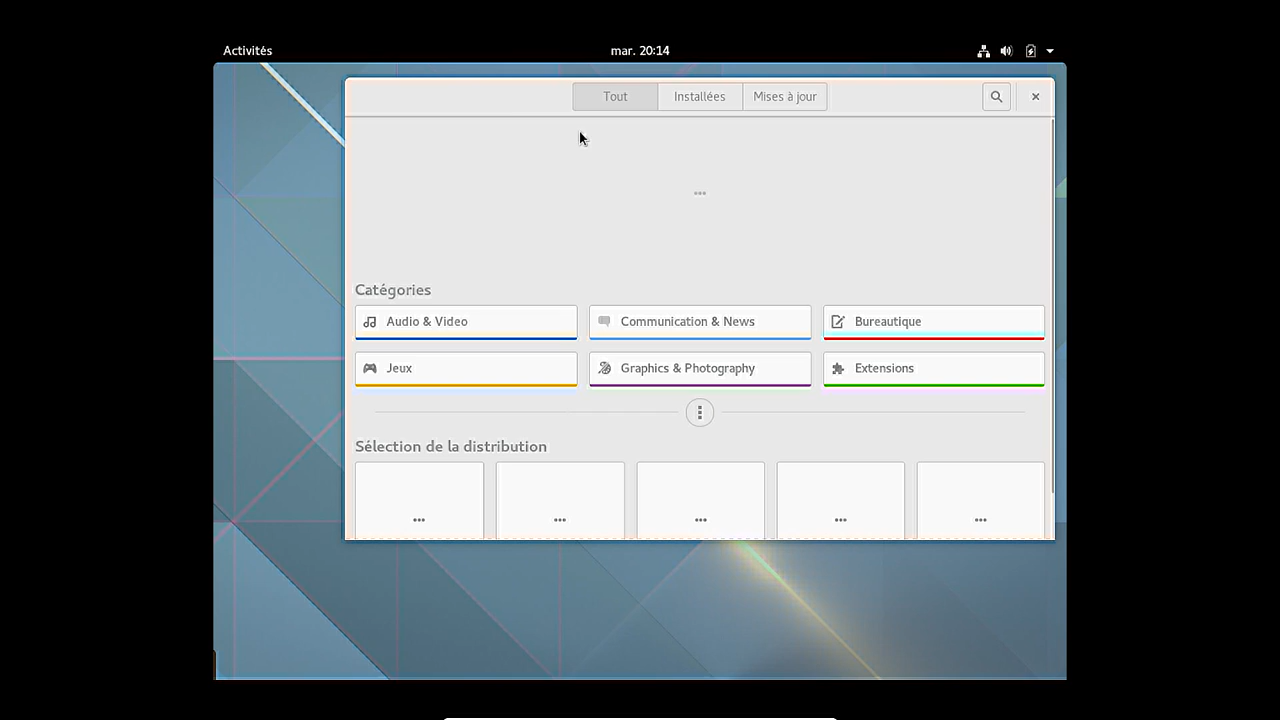 Activités
mar. 20:14
Tout
Installées
Mises à jour
...
Catégories
Audio & Video
Communication & News
Bureautique
Jeux
Graphics & Photography
Extensions
Sélection de la distribution
... ... ... ... ...